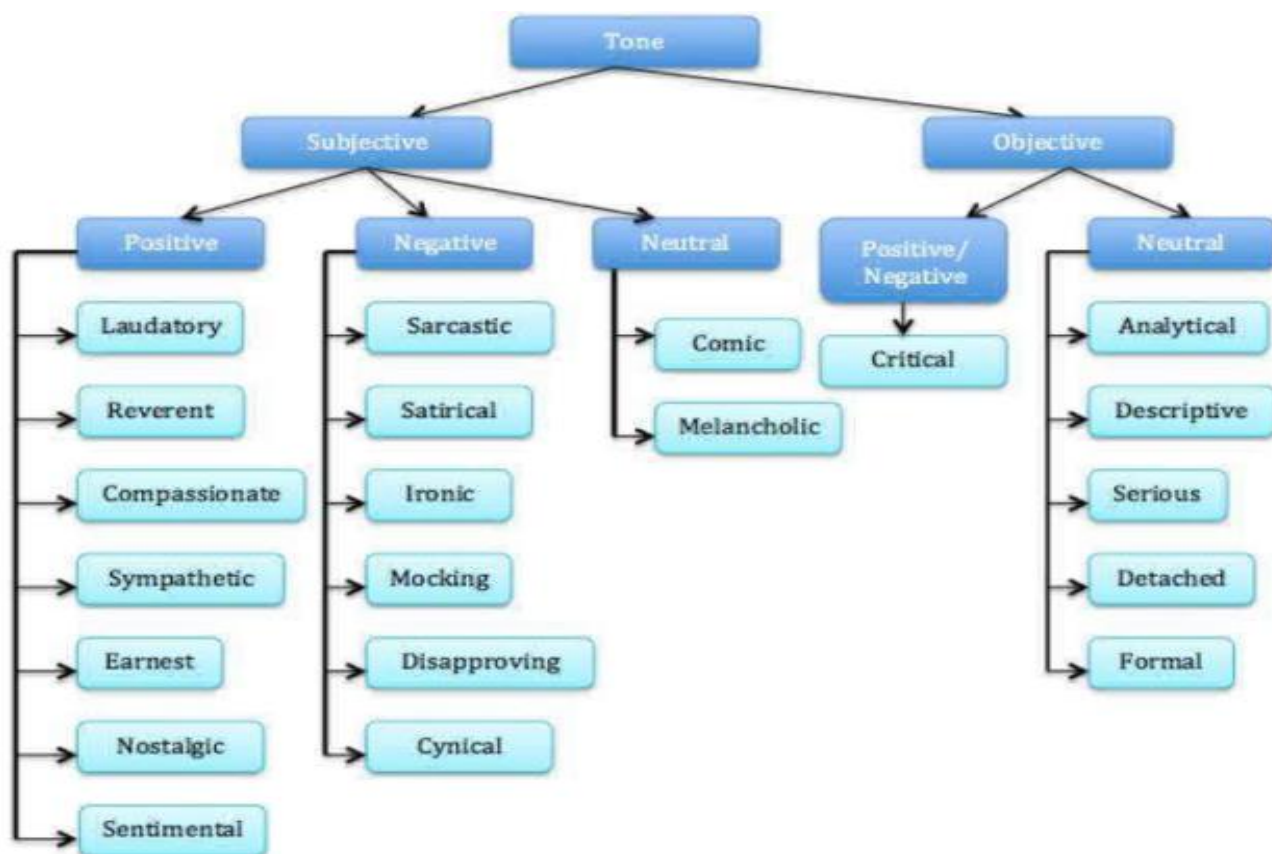 Tone
Subjective
Objective
Positive
Negative
Neutral
Positive/
Negative
Neutral
Laudatory
Sarcastic
Comic
Critical
Analytical
Reverent
Satirical
Melancholic
Descriptive
Compassionate
Ironic
Serious
Sympathetic
Mocking
Detached
Earnest
Disapproving
Formal
Nostalgic
Cynical
Sentimental